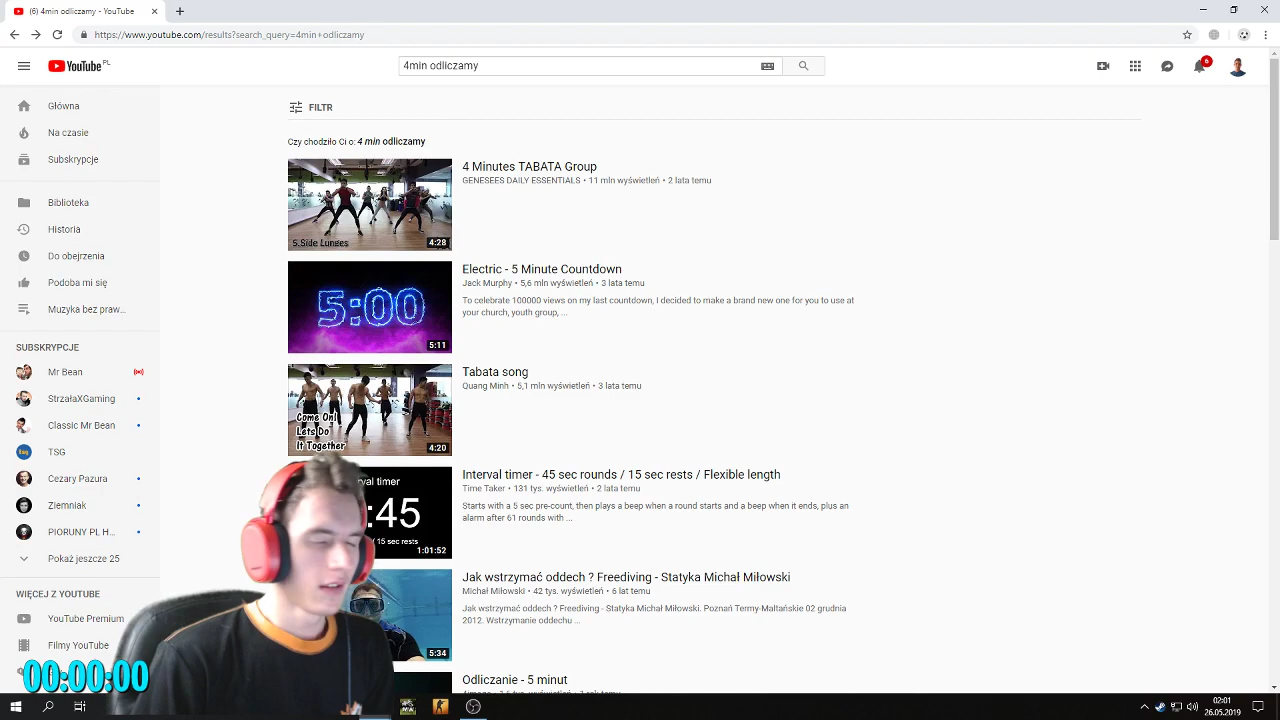 (4) 4min odliczamy - YouTube
https://www.youtube.com/results?search_query=4min+odliczamy
YouTube PL
4min odliczamy
6
Główna
Na czasie
Subskrypcje
Biblioteka
Historia
Do obejrzenia
Podoba mi się
Muzyka bez praw...
SUBSKRYPCJE
Mr Bean
StrzałaXGaming
Classic Mr Bean
TSG
Cezary Pazura
Ziemniak
PIORUNY PL H...
Pokaż jeszcze 25
WIĘCEJ Z YOUTUBE
YouTube Premium
Filmy YouTube
00:00:00
FILTR
Czy chodziło Ci o: 4 min odliczamy
5.Side Lunges
4:28
4 Minutes TABATA Group
GENESEES DAILY ESSENTIALS • 11 mln wyświetleń • 2 lata temu
5:00
5:11
Electric - 5 Minute Countdown
Jack Murphy • 5,6 mln wyświetleń • 3 lata temu
To celebrate 100000 views on my last countdown, I decided to make a brand new one for you to use at
your church, youth group, ...
Come On!
Lets Do
It Together
4:20
Tabata song
Quang Minh • 5,1 mln wyświetleń • 3 lata temu
timer
:45
/ 15 sec rests
1:01:52
Interval timer - 45 sec rounds / 15 sec rests / Flexible length
Time Taker • 131 tys. wyświetleń • 2 lata temu
Starts with a 5 sec pre-count, then plays a beep when a round starts and a beep when it ends, plus an
alarm after 61 rounds with ...
5:34
Jak wstrzymać oddech ? Freediving - Statyka Michał Miłowski
Michał Miłowski • 42 tys. wyświetleń • 6 lat temu
Jak wstrzymać oddech ? Freediving - Statyka Michał Miłowski. Poznań Termy-Maltańskie 02 grudnia
2012. Wstrzymanie oddechu ...
Odliczanie - 5 minut
02:01
26.05.2019